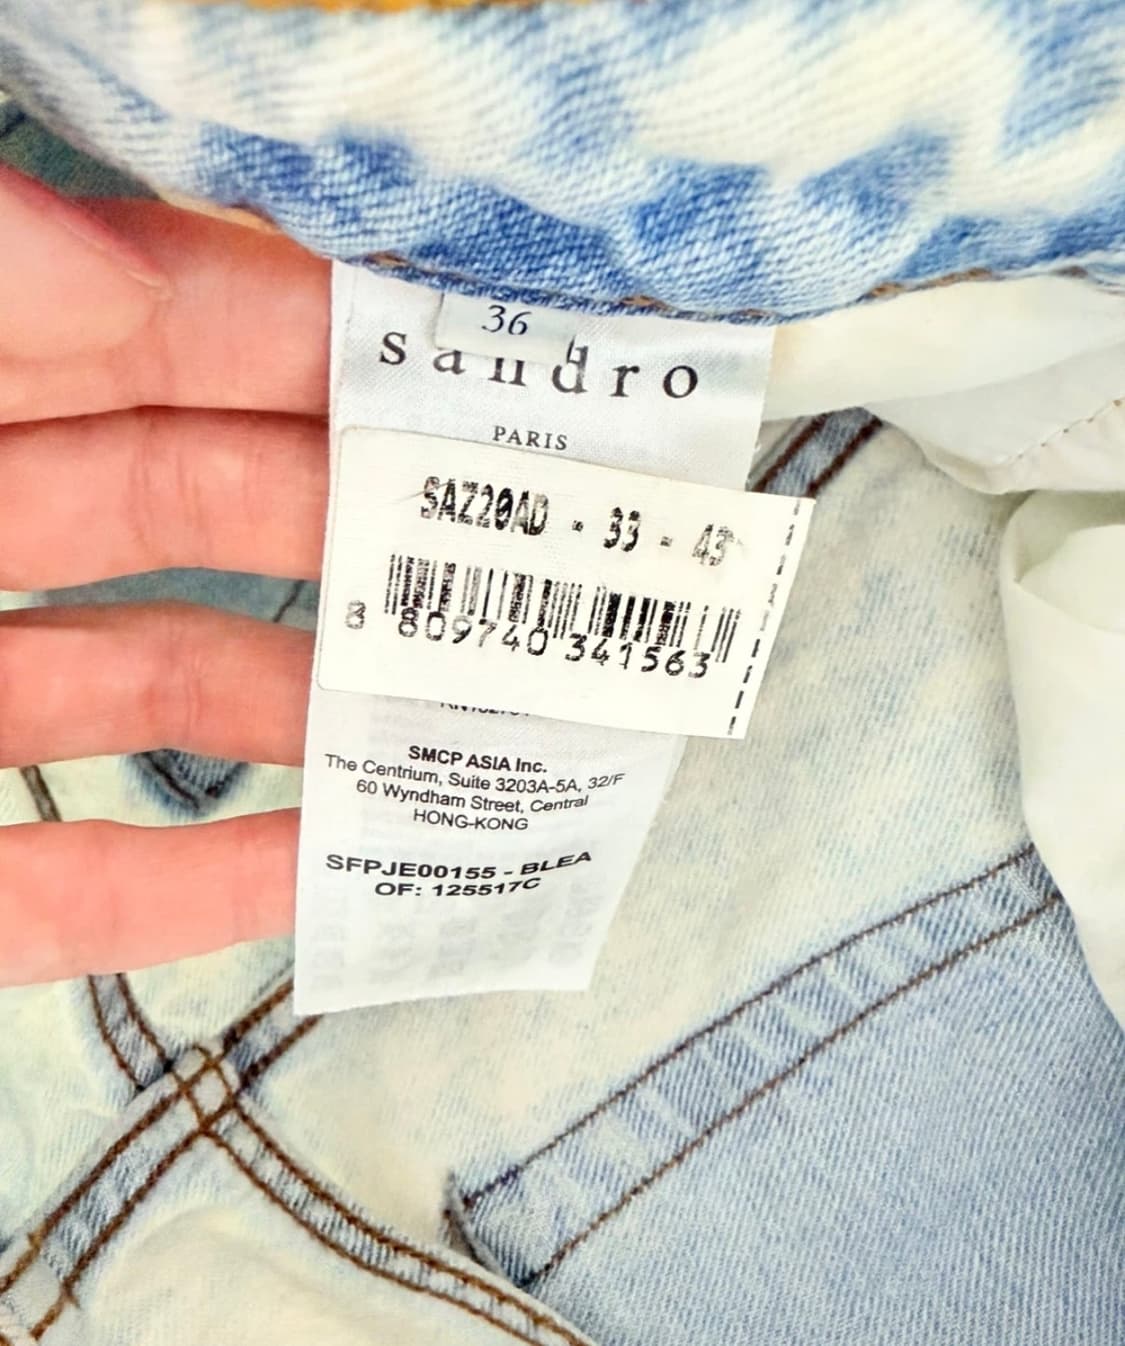 36
sandro
PARIS
SAZ20AD - 33 - 43
8 809740 341563
SMCP ASIA Inc.
The Centrium, Suite 3203A-5A, 32/F
60 Wyndham Street, Central
HONG-KONG
SFPJE00155 - BLEA
OF: 125517C